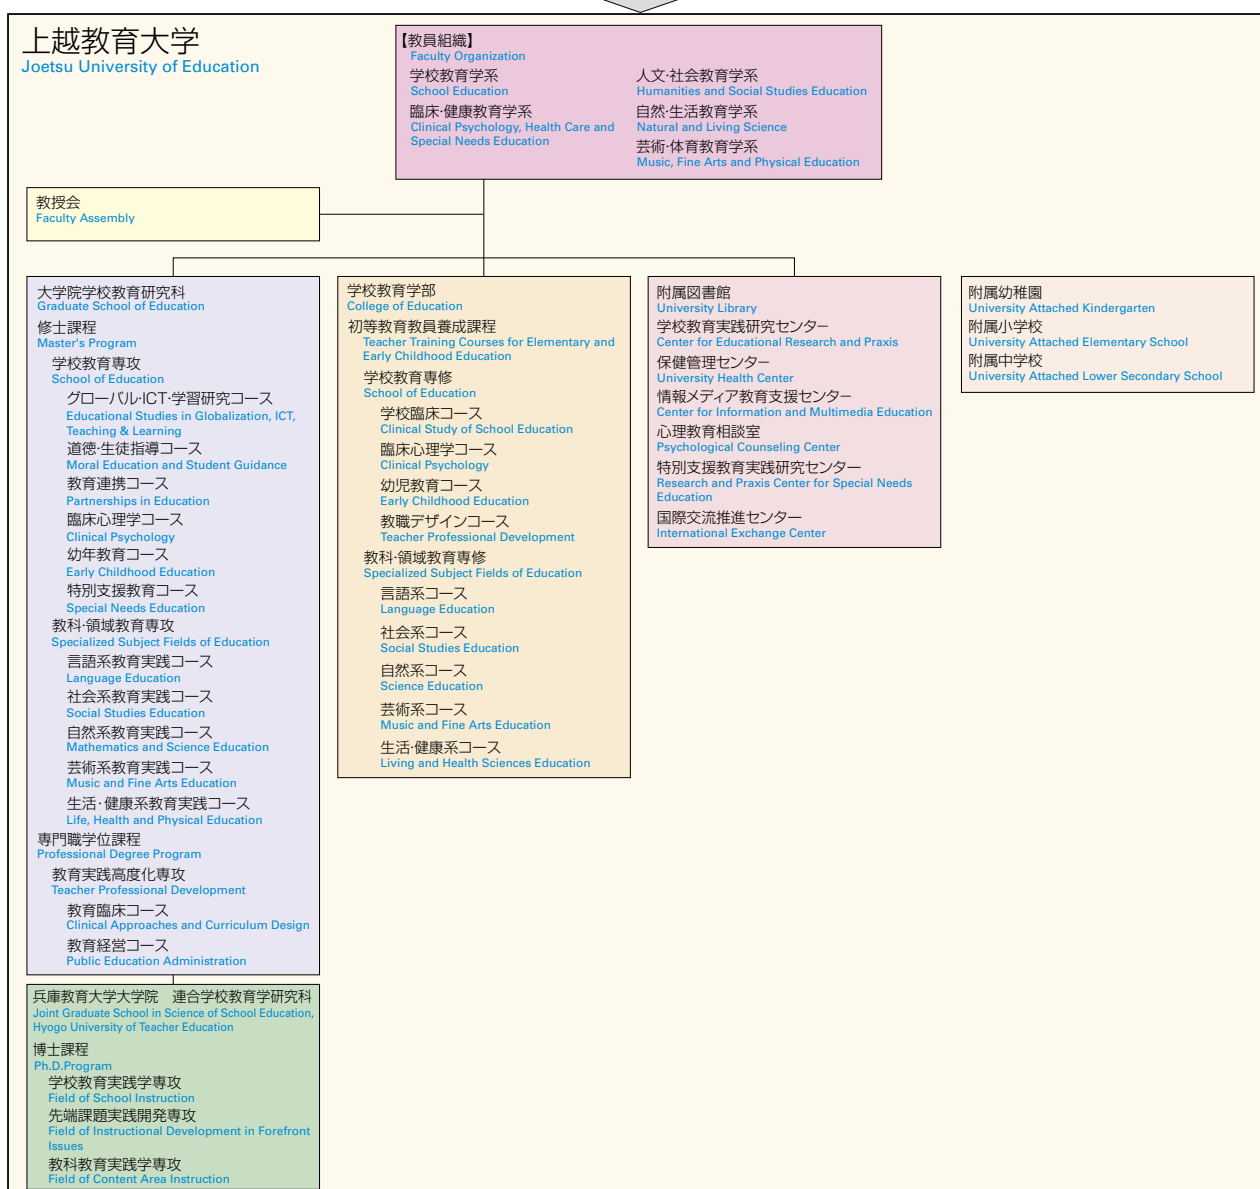 上越教育大学
Joetsu University of Education
【教員組織】
Faculty Organization
学校教育学系
School Education
臨床·健康教育学系
Clinical Psychology, Health Care and
Special Needs Education
人文·社会教育学系
Humanities and Social Studies Education
自然·生活教育学系
Natural and Living Science
芸術·体育教育学系
Music, Fine Arts and Physical Education
教授会
Faculty Assembly
大学院学校教育研究科
Graduate School of Education
修士課程
Master's Program
学校教育専攻
School of Education
グローバル·ICT·学習研究コース
Educational Studies in Globalization, ICT,
Teaching & Learning
道徳·生徒指導コース
Moral Education and Student Guidance
教育連携コース
Partnerships in Education
臨床心理学コース
Clinical Psychology
幼年教育コース
Early Childhood Education
特別支援教育コース
Special Needs Education
教科·領域教育専攻
Specialized Subject Fields of Education
言語系教育実践コース
Language Education
社会系教育実践コース
Social Studies Education
自然系教育実践コース
Mathematics and Science Education
芸術系教育実践コース
Music and Fine Arts Education
生活·健康系教育実践コース
Life, Health and Physical Education
専門職学位課程
Professional Degree Program
教育実践高度化専攻
Teacher Professional Development
教育臨床コース
Clinical Approaches and Curriculum Design
教育経営コース
Public Education Administration
兵庫教育大学大学院　連合学校教育学研究科
Joint Graduate School in Science of School Education,
Hyogo University of Teacher Education
博士課程
Ph.D.Program
学校教育実践学専攻
Field of School Instruction
先端課題実践開発専攻
Field of Instructional Development in Forefront
Issues
教科教育実践学専攻
Field of Content Area Instruction
学校教育学部
College of Education
初等教育教員養成課程
Teacher Training Courses for Elementary and
Early Childhood Education
学校教育専修
School of Education
学校臨床コース
Clinical Study of School Education
臨床心理学コース
Clinical Psychology
幼児教育コース
Early Childhood Education
教職デザインコース
Teacher Professional Development
教科·領域教育専修
Specialized Subject Fields of Education
言語系コース
Language Education
社会系コース
Social Studies Education
自然系コース
Science Education
芸術系コース
Music and Fine Arts Education
生活·健康系コース
Living and Health Sciences Education
附属図書館
University Library
学校教育実践研究センター
Center for Educational Research and Praxis
保健管理センター
University Health Center
情報メディア教育支援センター
Center for Information and Multimedia Education
心理教育相談室
Psychological Counseling Center
特別支援教育実践研究センター
Research and Praxis Center for Special Needs
Education
国際交流推進センター
International Exchange Center
附属幼稚園
University Attached Kindergarten
附属小学校
University Attached Elementary School
附属中学校
University Attached Lower Secondary School